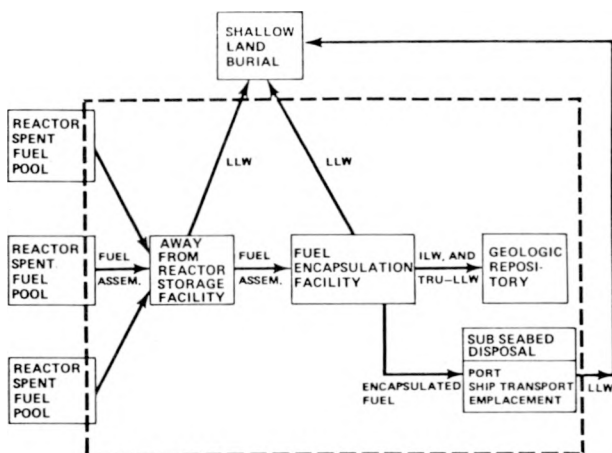 SHALLOW
LAND
BURIAL
REACTOR
SPENT
FUEL
POOL
LLW
LLW
REACTOR
SPENT
FUEL
POOL
FUEL
ASSEM.
AWAY
FROM
REACTOR
STORAGE
FACILITY
FUEL
ASSEM.
FUEL
ENCAPSULATION
FACILITY
ILW, AND
TRU-LLW
GEOLOGIC
REPOSI-
TORY
REACTOR
SPENT
FUEL
POOL
ENCAPSULATED
FUEL
SUB SEABED
DISPOSAL
PORT
SHIP TRANSPORT
EMPLACEMENT
LLW